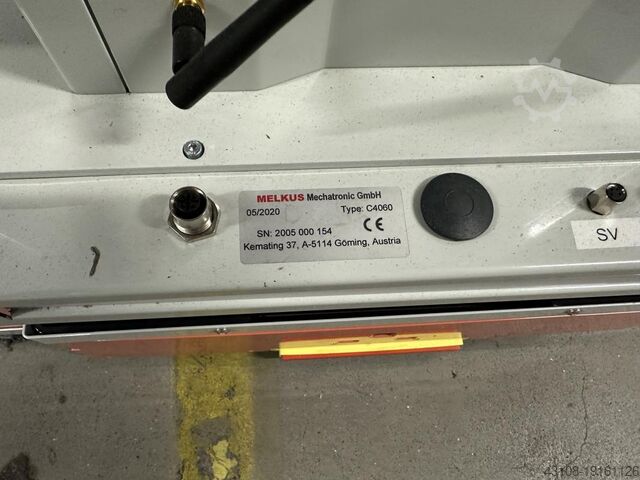 MELKUS Mechatronic GmbH
05/2020 Type: C4060
SN: 2005 000 154 CE
Kemating 37, A-5114 Göming, Austria
SV
43108-19161126